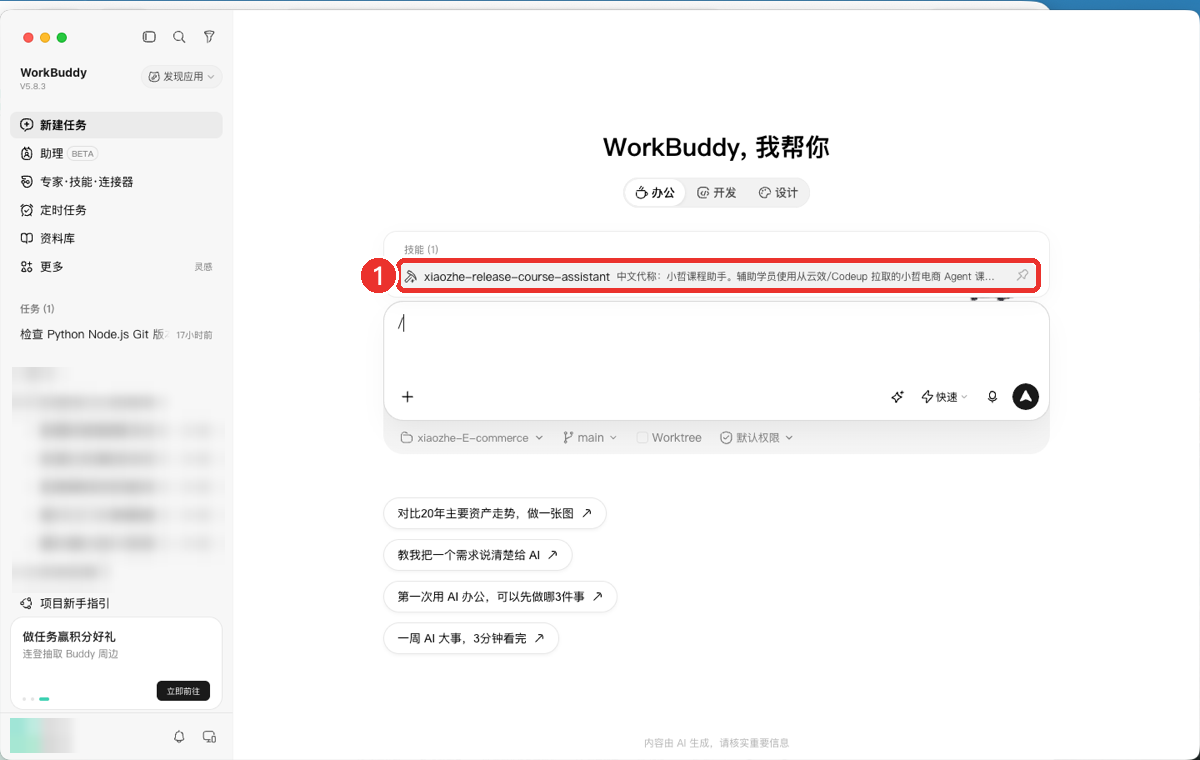 WorkBuddy
V5.8.3
发现应用
新建任务
助理 BETA
专家·技能·连接器
定时任务
资料库
更多
灵感
任务 (1)
检查 Python Node.js Git 版
17小时前
项目新手指引
做任务赢积分好礼
连登抽取 Buddy 周边
立即前往
WorkBuddy, 我帮你
办公
开发
设计
技能 (1)
1
xiaozhe-release-course-assistant 中文代称：小哲课程助手。辅助学员使用从云效/Codeup 拉取的小哲电商 Agent 课...
/
快速
xiaozhe-E-commerce
main
Worktree
默认权限
对比20年主要资产走势，做一张图
教我把一个需求说清楚给 AI
第一次用 AI 办公，可以先做哪3件事
一周 AI 大事，3分钟看完
内容由 AI 生成，请核实重要信息